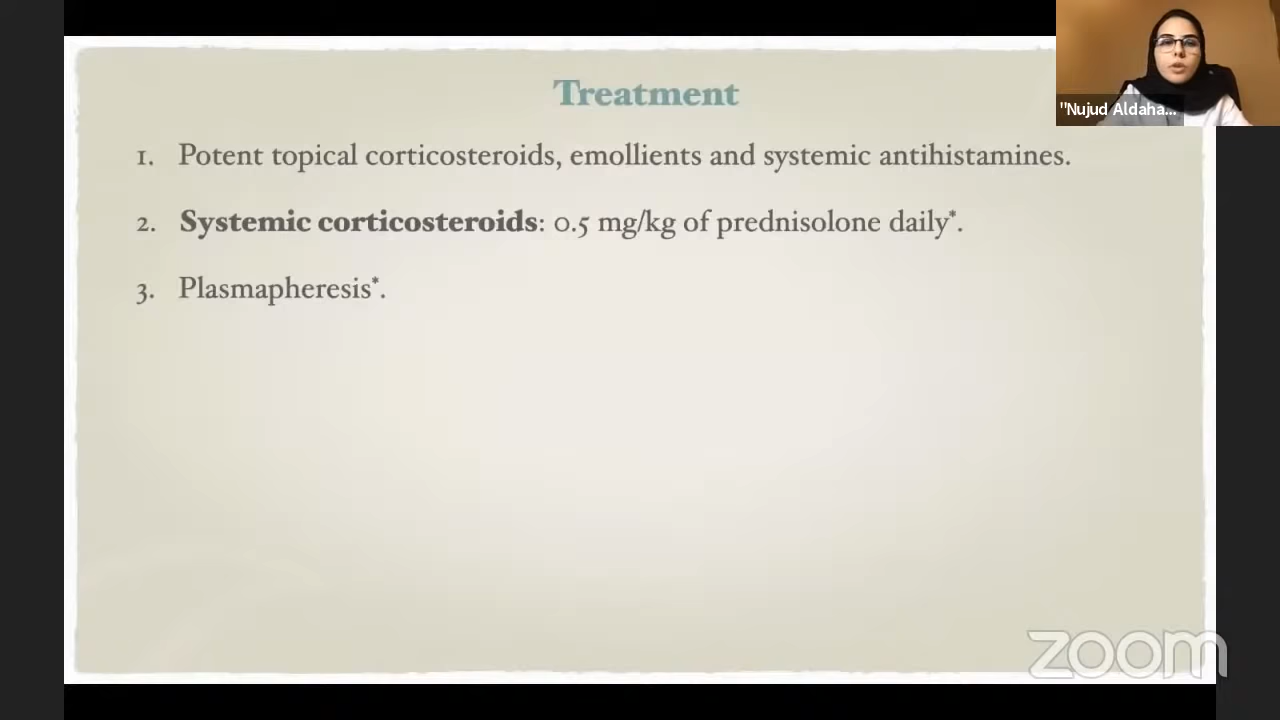 Treatment
"Nujud Aldaha...
1. Potent topical corticosteroids, emollients and systemic antihistamines.
2. Systemic corticosteroids: 0.5 mg/kg of prednisolone daily*.
3. Plasmapheresis*.
zoom